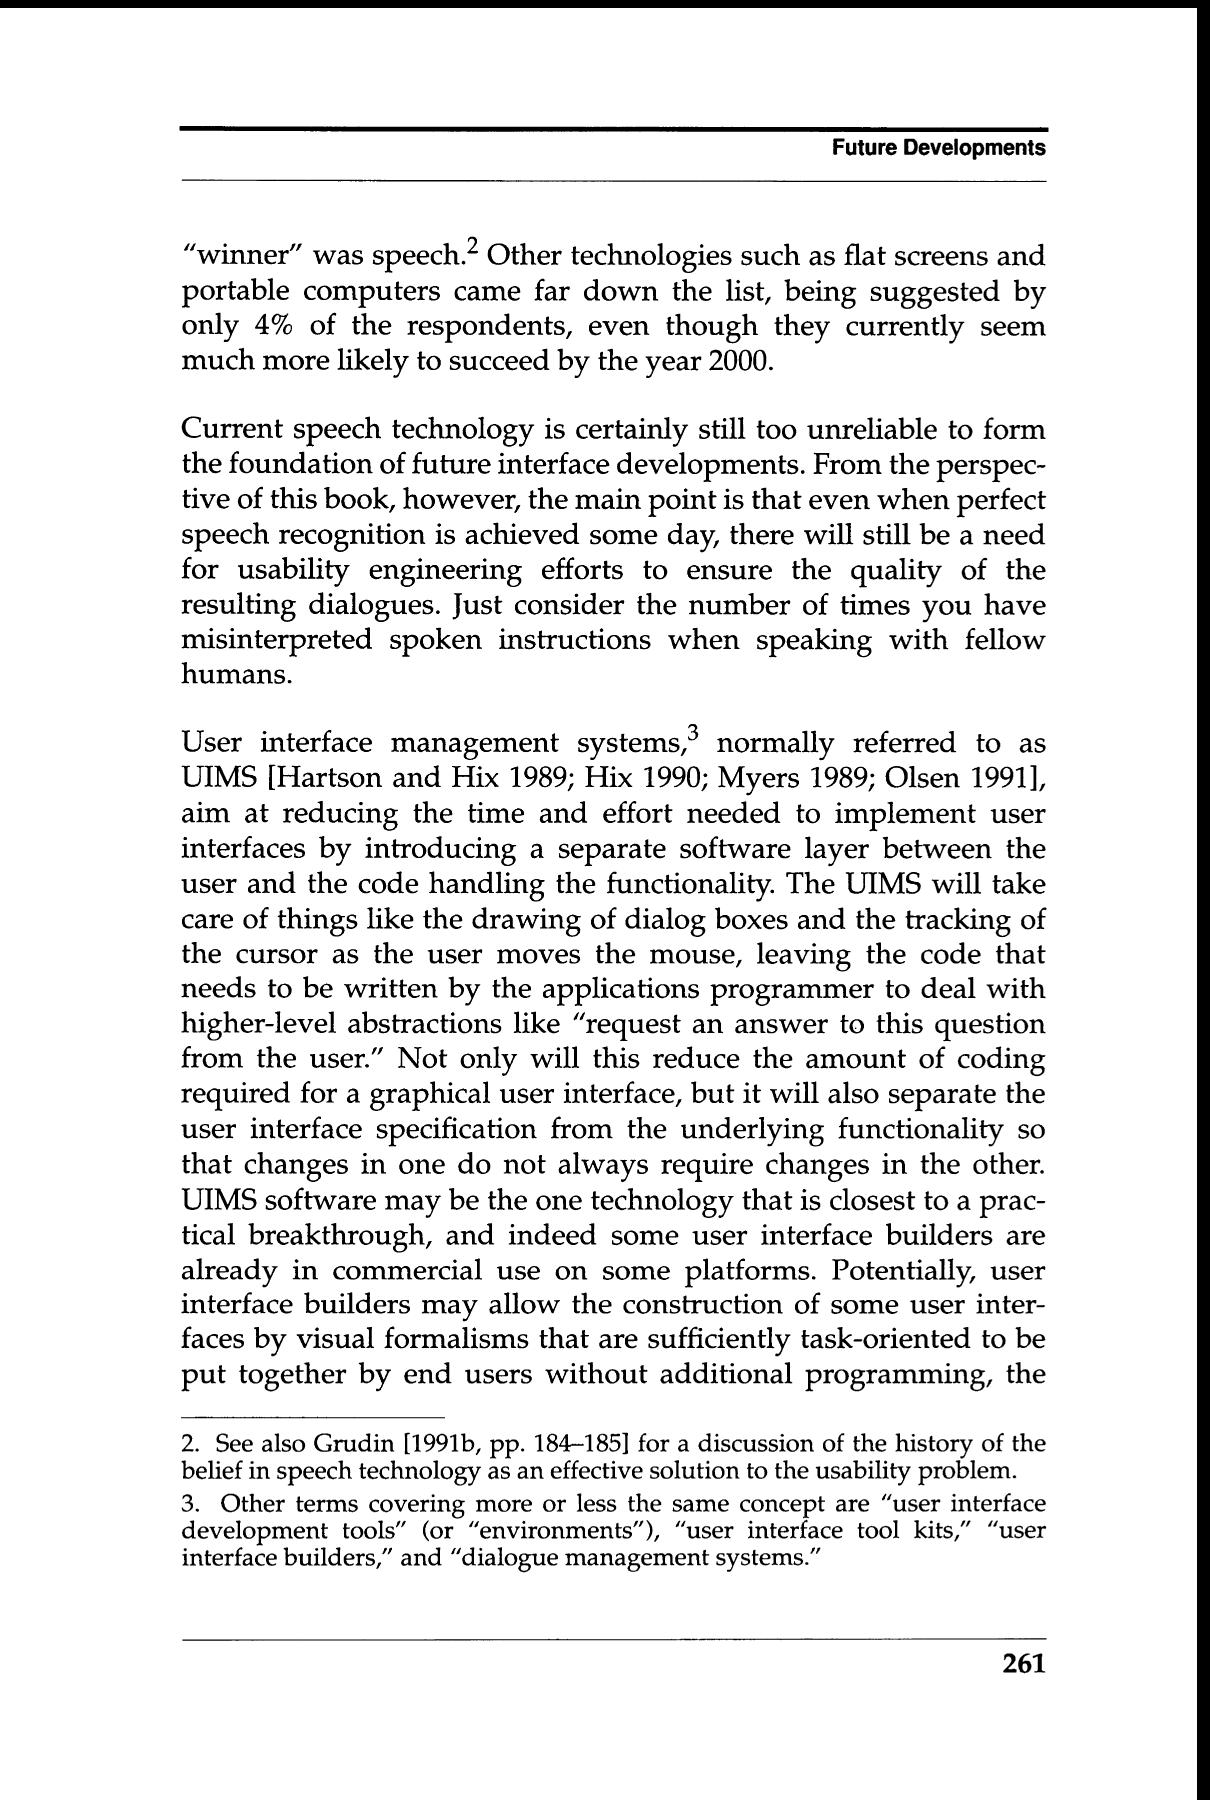 Future Developments
"winner" was speech.2 Other technologies such as flat screens and
portable computers came far down the list, being suggested by
only 4% of the respondents, even though they currently seem
much more likely to succeed by the year 2000.
Current speech technology is certainly still too unreliable to form
the foundation of future interface developments. From the perspec-
tive of this book, however, the main point is that even when perfect
speech recognition is achieved some day, there will still be a need
for usability engineering efforts to ensure the quality of the
resulting dialogues. Just consider the number of times you have
misinterpreted spoken instructions when speaking with fellow
humans.
User interface management systems,3 normally referred to as
UIMS [Hartson and Hix 1989; Hix 1990; Myers 1989; Olsen 1991],
aim at reducing the time and effort needed to implement user
interfaces by introducing a separate software layer between the
user and the code handling the functionality. The UIMS will take
care of things like the drawing of dialog boxes and the tracking of
the cursor as the user moves the mouse, leaving the code that
needs to be written by the applications programmer to deal with
higher-level abstractions like "request an answer to this question
from the user." Not only will this reduce the amount of coding
required for a graphical user interface, but it will also separate the
user interface specification from the underlying functionality so
that changes in one do not always require changes in the other.
UIMS software may be the one technology that is closest to a prac-
tical breakthrough, and indeed some user interface builders are
already in commercial use on some platforms. Potentially, user
interface builders may allow the construction of some user inter-
faces by visual formalisms that are sufficiently task-oriented to be
put together by end users without additional programming, the
2. See also Grudin [1991b, pp. 184–185] for a discussion of the history of the
belief in speech technology as an effective solution to the usability problem.
3. Other terms covering more or less the same concept are "user interface
development tools" (or "environments"), "user interface tool kits," "user
interface builders," and "dialogue management systems."
261